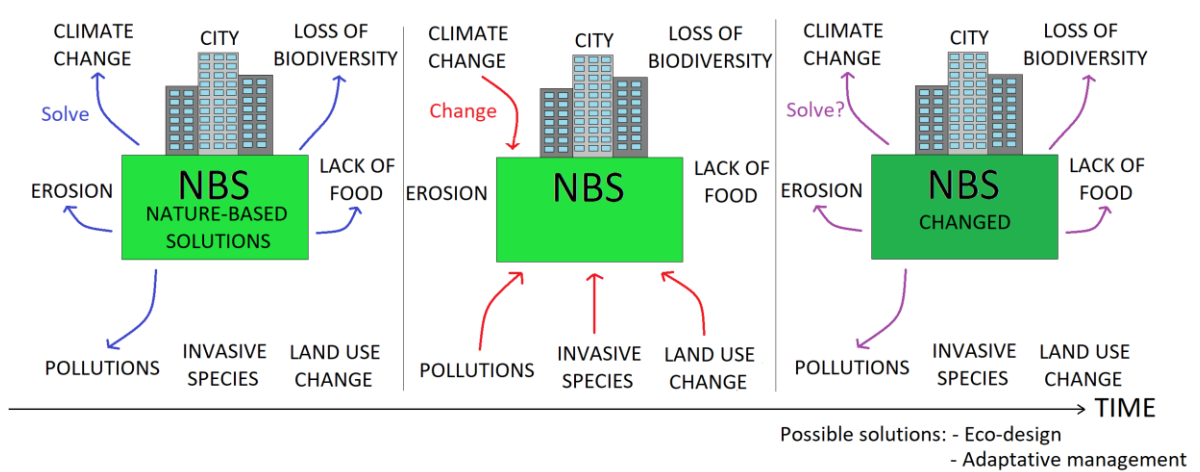 CLIMATE
CHANGE
CITY
LOSS OF
BIODIVERSITY
Solve
EROSION
NBS
NATURE-BASED
SOLUTIONS
LACK OF
FOOD
POLLUTIONS
INVASIVE
SPECIES
LAND USE
CHANGE
CLIMATE
CHANGE
CITY
LOSS OF
BIODIVERSITY
Change
EROSION
NBS
LACK OF
FOOD
POLLUTIONS
INVASIVE
SPECIES
LAND USE
CHANGE
CLIMATE
CHANGE
CITY
LOSS OF
BIODIVERSITY
Solve?
EROSION
NBS
CHANGED
LACK OF
FOOD
POLLUTIONS
INVASIVE
SPECIES
LAND USE
CHANGE
TIME
Possible solutions: - Eco-design
- Adaptative management